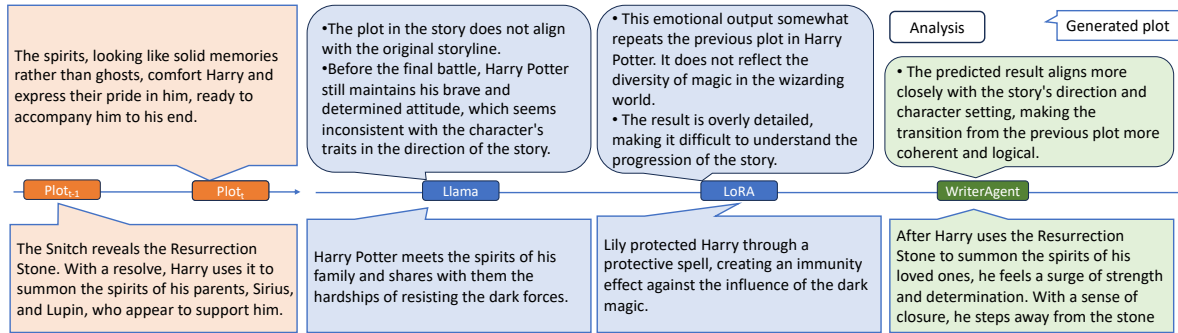 The spirits, looking like solid memories
rather than ghosts, comfort Harry and
express their pride in him, ready to
accompany him to his end.
•The plot in the story does not align
with the original storyline.
•Before the final battle, Harry Potter
still maintains his brave and
determined attitude, which seems
inconsistent with the character's
traits in the direction of the story.
• This emotional output somewhat
repeats the previous plot in Harry
Potter. It does not reflect the
diversity of magic in the wizarding
world.
• The result is overly detailed,
making it difficult to understand the
progression of the story.
Analysis
Generated plot
• The predicted result aligns more
closely with the story's direction and
character setting, making the
transition from the previous plot more
coherent and logical.
Plot t-1
Plot t
Llama
LoRA
WriterAgent
The Snitch reveals the Resurrection
Stone. With a resolve, Harry uses it to
summon the spirits of his parents, Sirius,
and Lupin, who appear to support him.
Harry Potter meets the spirits of his
family and shares with them the
hardships of resisting the dark forces.
Lily protected Harry through a
protective spell, creating an immunity
effect against the influence of the dark
magic.
After Harry uses the Resurrection
Stone to summon the spirits of his
loved ones, he feels a surge of strength
and determination. With a sense of
closure, he steps away from the stone